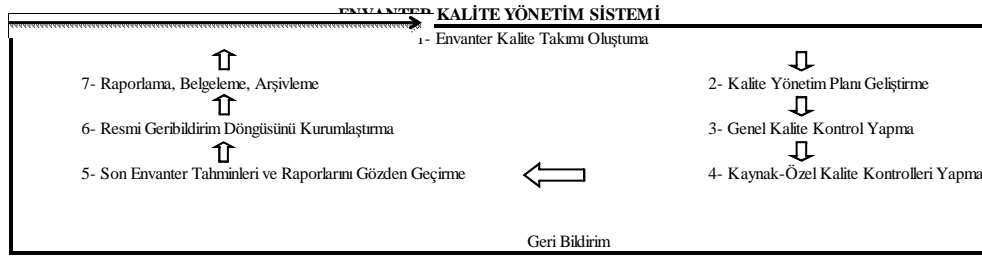 ENVANTER KALİTE YÖNETİM SİSTEMİ
1- Envanter Kalite Takımı Oluştuma
7- Raporlama, Belgeleme, Arşivleme
2- Kalite Yönetim Planı Geliştirme
6- Resmi Geribildirim Döngüsünü Kurumlaştırma
3- Genel Kalite Kontrol Yapma
5- Son Envanter Tahminleri ve Raporlarını Gözden Geçirme
4- Kaynak-Özel Kalite Kontrolleri Yapma
Geri Bildirim